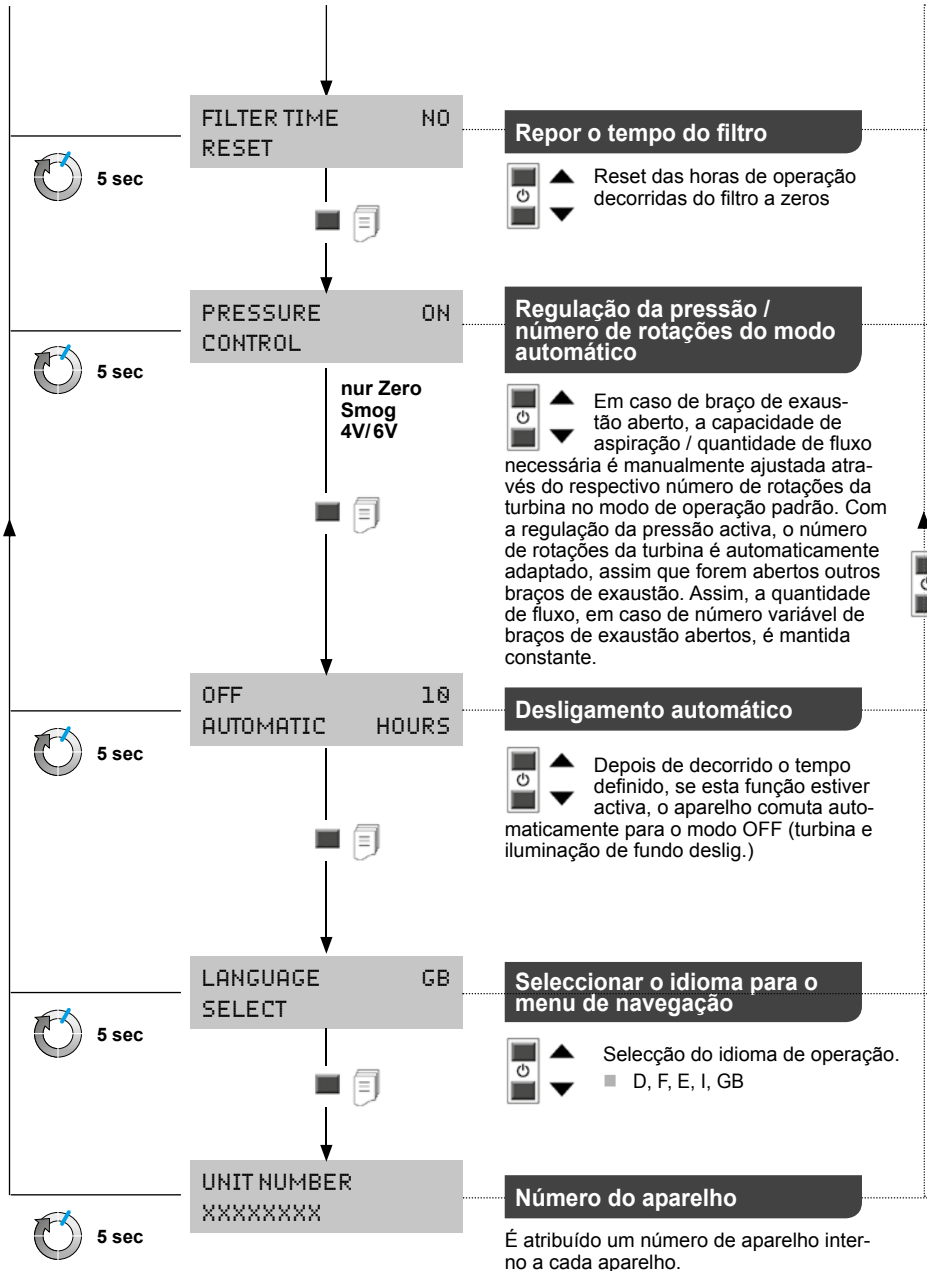 FILTER TIME NO
RESET
Repor o tempo do filtro
5 sec
Reset das horas de operação
decorridas do filtro a zeros
PRESSURE ON
CONTROL
Regulação da pressão /
número de rotações do modo
automático
5 sec
nur Zero
Smog
4V/6V
Em caso de braço de exaus-
tão aberto, a capacidade de
aspiração / quantidade de fluxo
necessária é manualmente ajustada atra-
vés do respectivo número de rotações da
turbina no modo de operação padrão. Com
a regulação da pressão activa, o número
de rotações da turbina é automaticamente
adaptado, assim que forem abertos outros
braços de exaustão. Assim, a quantidade
de fluxo, em caso de número variável de
braços de exaustão abertos, é mantida
constante.
OFF 10
AUTOMATIC HOURS
Desligamento automático
5 sec
Depois de decorrido o tempo
definido, se esta função estiver
activa, o aparelho comuta auto-
maticamente para o modo OFF (turbina e
iluminação de fundo deslig.)
LANGUAGE GB
SELECT
Seleccionar o idioma para o
menu de navegação
5 sec
Selecção do idioma de operação.
D, F, E, I, GB
UNIT NUMBER
XXXXXXXX
Número do aparelho
5 sec
É atribuído um número de aparelho inter-
no a cada aparelho.